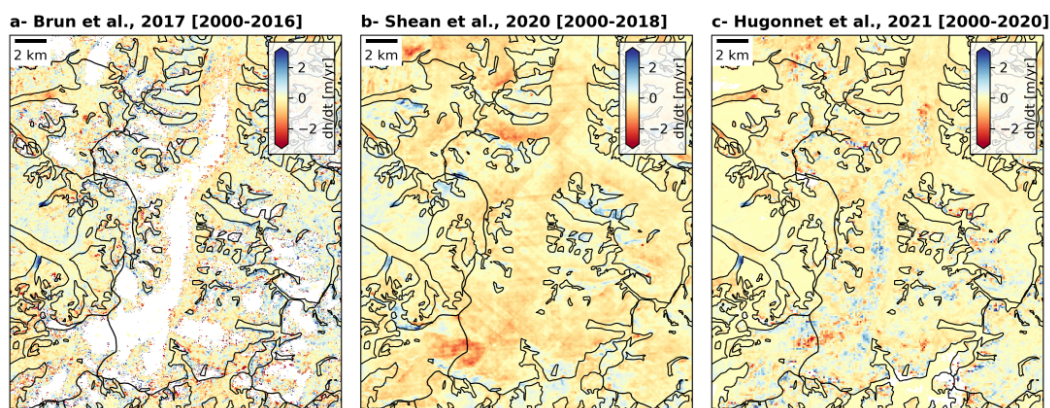 a- Brun et al., 2017 [2000-2016]
2 km
2
0
−2
dh/dt [m/yr]
b- Shean et al., 2020 [2000-2018]
2 km
2
0
−2
dh/dt [m/yr]
c- Hugonnet et al., 2021 [2000-2020]
2 km
2
0
−2
dh/dt [m/yr]